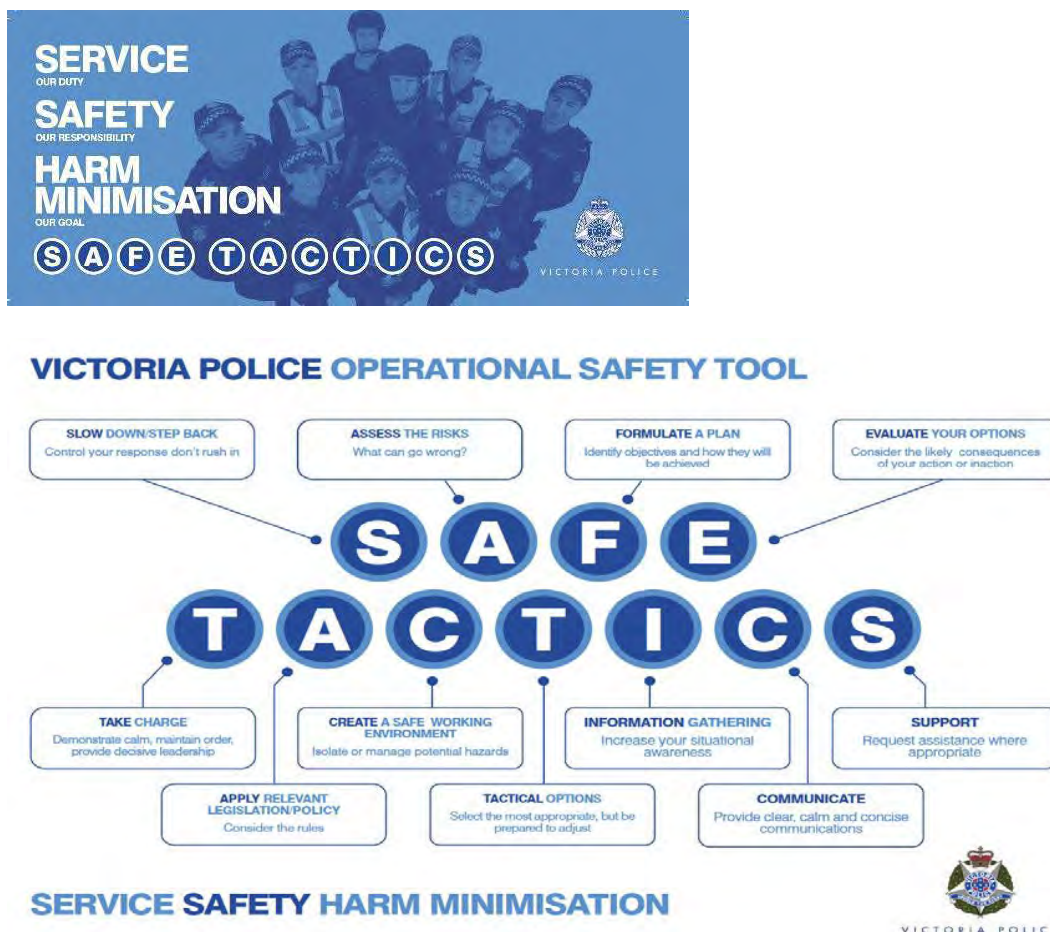 SERVICE
OUR DUTY
SAFETY
OUR RESPONSIBILITY
HARM
MINIMISATION
OUR GOAL
SAFE TACTICS
VICTORIA POLICE
VICTORIA POLICE OPERATIONAL SAFETY TOOL
SLOW DOWN/STEP BACK
Control your response don't rush in
ASSESS THE RISKS
What can go wrong?
FORMULATE A PLAN
Identify objectives and how they will
be achieved
EVALUATE YOUR OPTIONS
Consider the likely consequences
of your action or inaction
SAFE
TACTICS
TAKE CHARGE
Demonstrate calm, maintain order,
provide decisive leadership
CREATE A SAFE WORKING
ENVIRONMENT
Isolate or manage potential hazards
INFORMATION GATHERING
Increase your situational
awareness
SUPPORT
Request assistance where
appropriate
APPLY RELEVANT
LEGISLATION/POLICY
Consider the rules
TACTICAL OPTIONS
Select the most appropriate, but be
prepared to adjust
COMMUNICATE
Provide clear, calm and concise
communications
SERVICE SAFETY HARM MINIMISATION
VICTORIA POLIC